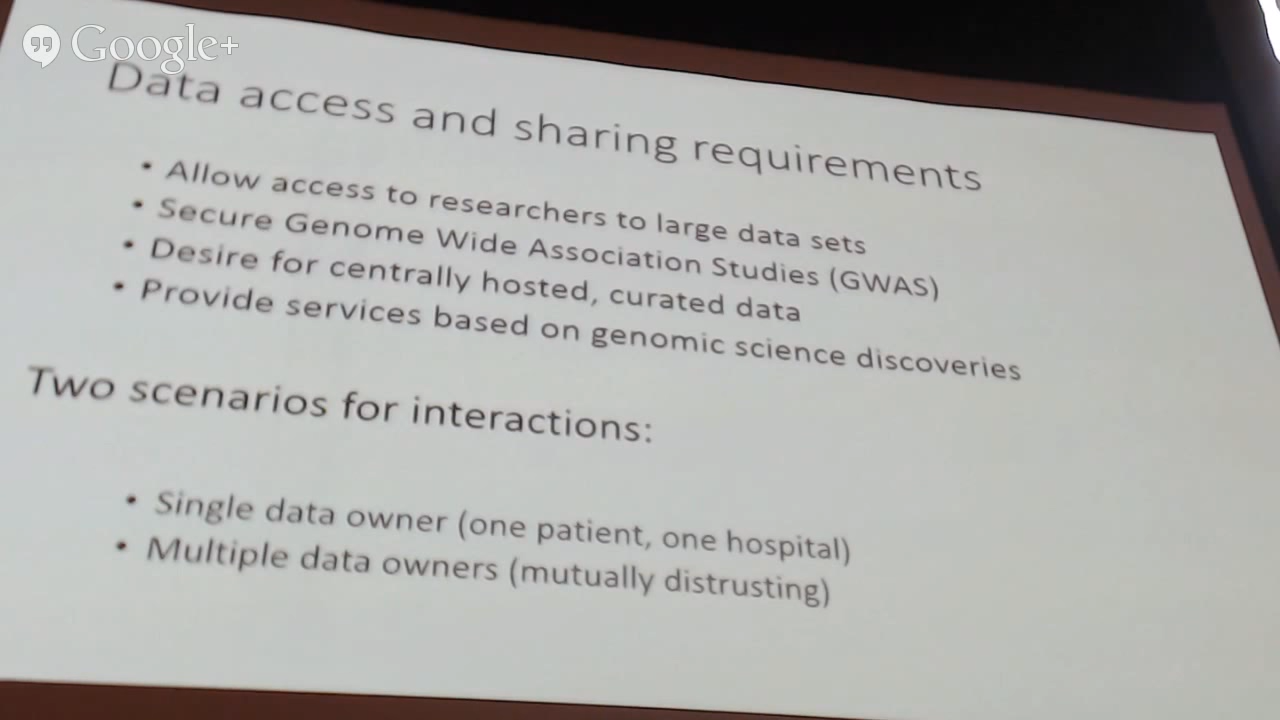 Google+
Data access and sharing requirements
• Allow access to researchers to large data sets
• Secure Genome Wide Association Studies (GWAS)
• Desire for centrally hosted, curated data
• Provide services based on genomic science discoveries
Two scenarios for interactions:
• Single data owner (one patient, one hospital)
• Multiple data owners (mutually distrusting)